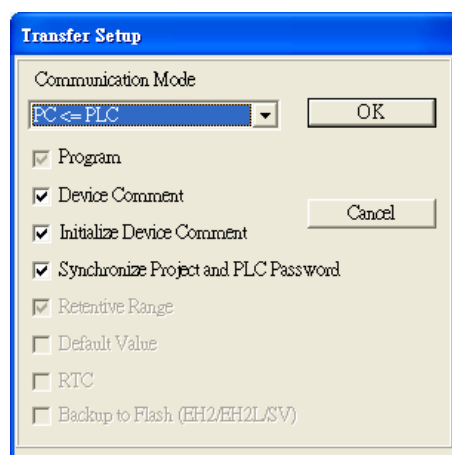 Transfer Setup
Communication Mode
PC <= PLC
OK
Program
Device Comment
Cancel
Initialize Device Comment
Synchronize Project and PLC Password
Retentive Range
Default Value
RTC
Backup to Flash (EH2/EH2L/SV)